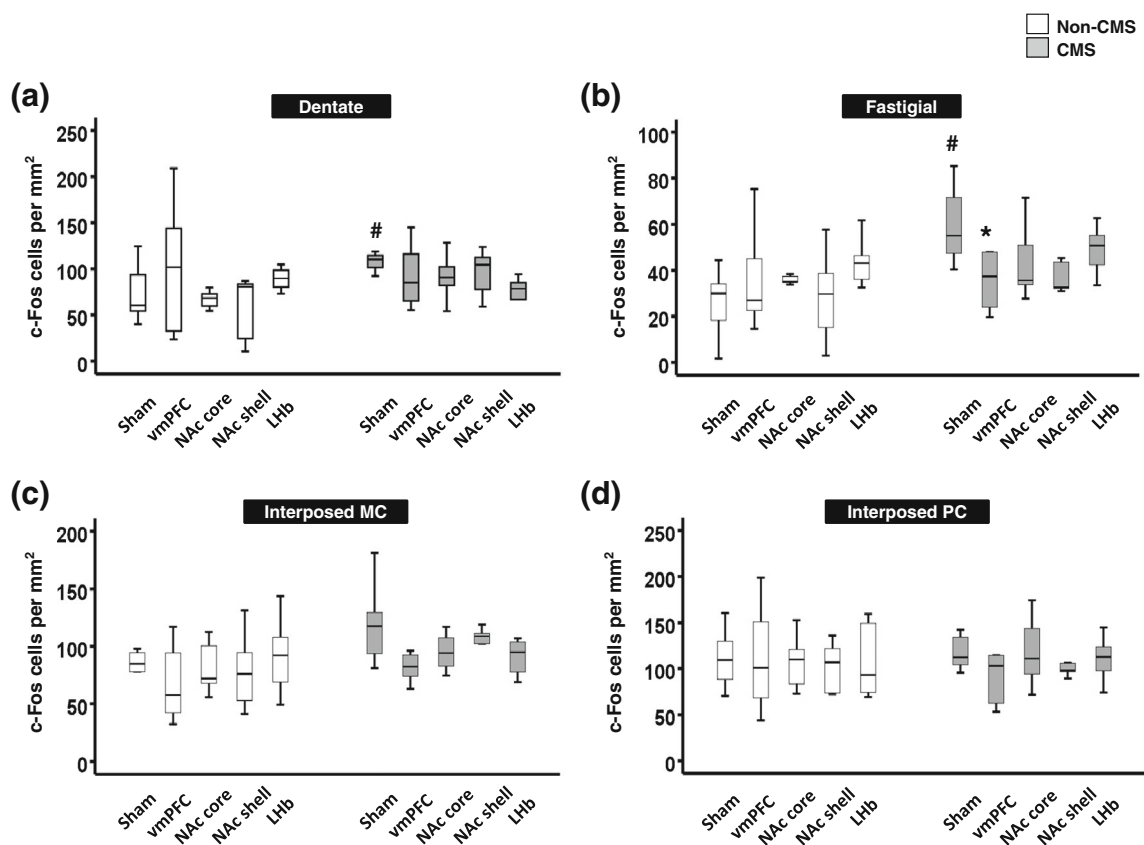 Non-CMS
CMS
(a)
Dentate
c-Fos cells per mm²
250
200
150
100
50
0
#
Sham
vmPFC
NAc core
NAc shell
LHb
Sham
vmPFC
NAc core
NAc shell
LHb
(b)
Fastigial
c-Fos cells per mm²
100
80
60
40
20
0
#
*
Sham
vmPFC
NAc core
NAc shell
LHb
Sham
vmPFC
NAc core
NAc shell
LHb
(c)
Interposed MC
c-Fos cells per mm²
200
150
100
50
0
Sham
vmPFC
NAc core
NAc shell
LHb
Sham
vmPFC
NAc core
NAc shell
LHb
(d)
Interposed PC
c-Fos cells per mm²
250
200
150
100
50
0
Sham
vmPFC
NAc core
NAc shell
LHb
Sham
vmPFC
NAc core
NAc shell
LHb